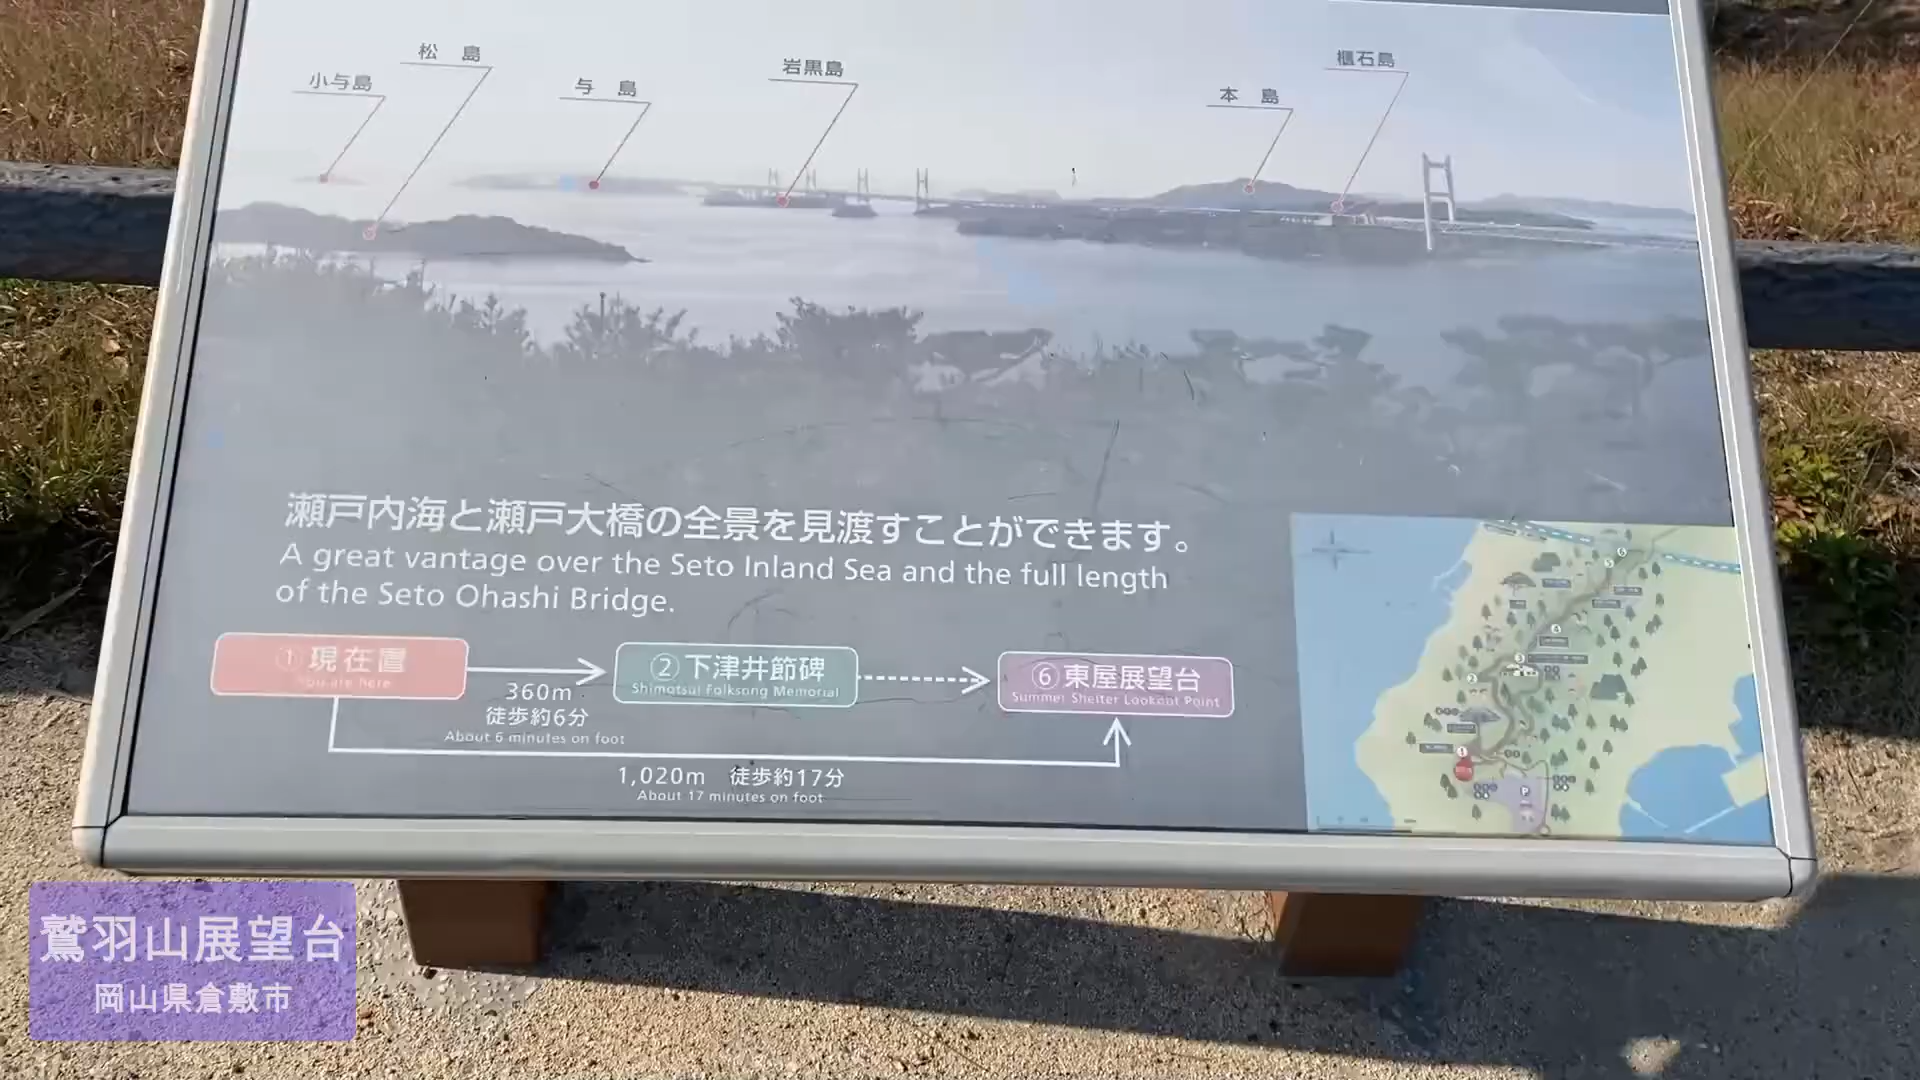 松島
小与島
与島
岩黒島
本島
櫃石島
瀬戸内海と瀬戸大橋の全景を見渡すことができます。
A great vantage over the Seto Inland Sea and the full length
of the Seto Ohashi Bridge.
①現在置
You are here
360m
徒歩約6分
About 6 minutes on foot
②下津井節碑
Shimotsui Folksong Memorial
⑥東屋展望台
Summer Shelter Lookout Point
1,020m 徒歩約17分
About 17 minutes on foot
P
鷲羽山展望台
岡山県倉敷市